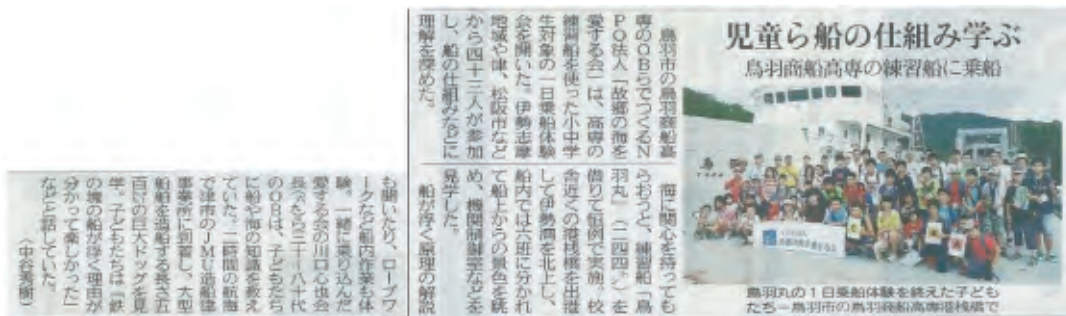 児童ら船の仕組み学ぶ
鳥羽商船高専の練習船に乗船
鳥羽市の鳥羽商船高
専のOBらでつくるN
PO法人「故郷の海を
愛する会」は、高専の
練習船を使った小中学
生対象の一日乗船体験
会を開いた。伊勢志摩
地域や津、松阪市など
から四十三人が参加
し、船の仕組みなどに
理解を深めた。
海に関心を持っても
らおうと、練習船「鳥
羽丸」（二四四㌧）を
借りて恒例で実施。校
舎近くの港桟橋を出港
して伊勢湾を北上し、
船内では六班に分かれ
て船上からの景色を眺
め、機関制御室などを
見学した。
船が浮く原理の解説
も聞いたり、ロープワ
ークなど船内作業も体
験。一緒に乗り込んだ
愛する会の川口心也会
長らと三十−八十代
のOBは、子どもたち
に船や海の知識を教え
ていた。二時間の航海
で津市のJMU造船津
事業所に到着し、大型
船舶を造船する長さ五
百㍍の巨大ドックを見
学。子どもたちは「鉄
の塊の船が浮く理由が
分かって楽しかった」
などと話していた。
（中谷秀樹）
鳥羽丸の1日乗船体験を終えた子ども
たち＝鳥羽市の鳥羽商船高専港桟橋で